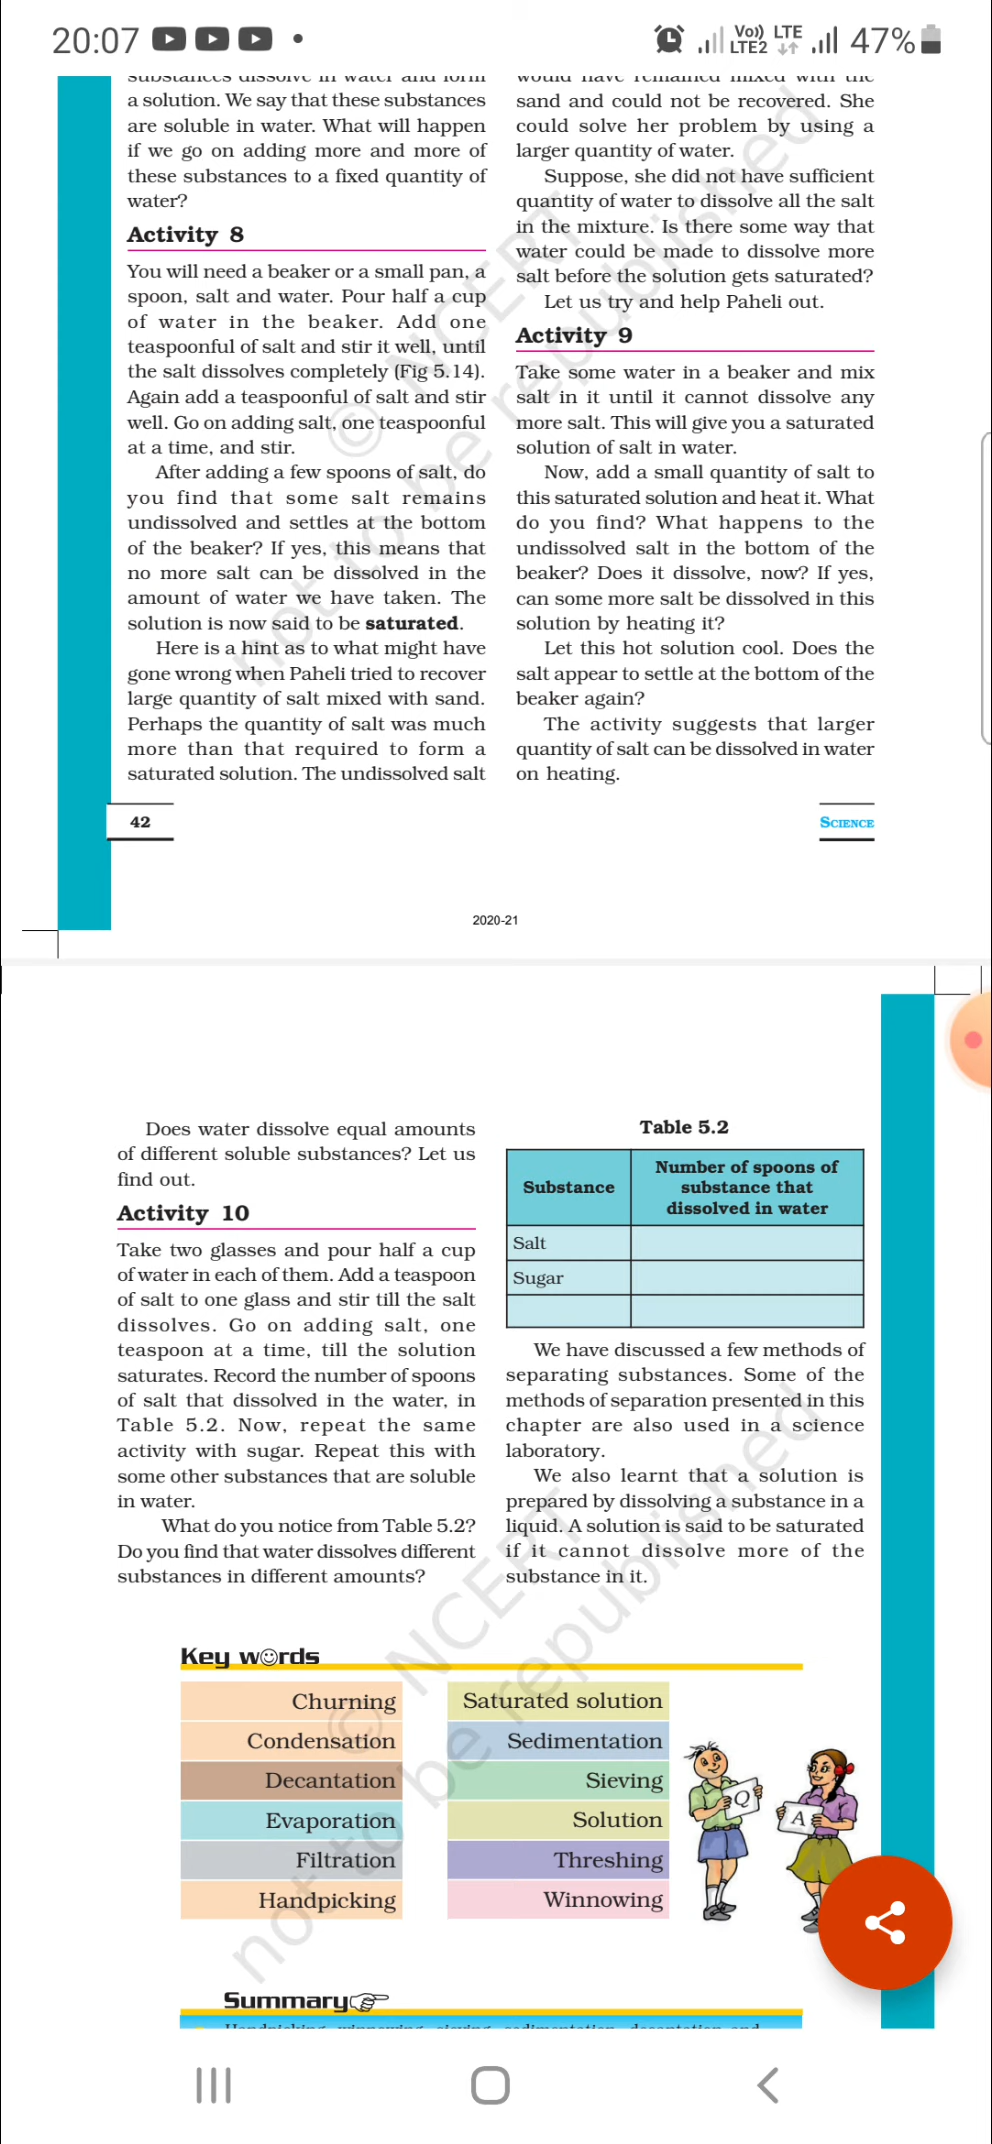 20:07
Vo)) LTE
LTE2
47%
substances dissolve in water and form
a solution. We say that these substances
are soluble in water. What will happen
if we go on adding more and more of
these substances to a fixed quantity of
water?
Activity 8
You will need a beaker or a small pan, a
spoon, salt and water. Pour half a cup
of water in the beaker. Add one
teaspoonful of salt and stir it well, until
the salt dissolves completely (Fig 5.14).
Again add a teaspoonful of salt and stir
well. Go on adding salt, one teaspoonful
at a time, and stir.
After adding a few spoons of salt, do
you find that some salt remains
undissolved and settles at the bottom
of the beaker? If yes, this means that
no more salt can be dissolved in the
amount of water we have taken. The
solution is now said to be saturated.
Here is a hint as to what might have
gone wrong when Paheli tried to recover
large quantity of salt mixed with sand.
Perhaps the quantity of salt was much
more than that required to form a
saturated solution. The undissolved salt
would have remained mixed with the
sand and could not be recovered. She
could solve her problem by using a
larger quantity of water.
Suppose, she did not have sufficient
quantity of water to dissolve all the salt
in the mixture. Is there some way that
water could be made to dissolve more
salt before the solution gets saturated?
Let us try and help Paheli out.
Activity 9
Take some water in a beaker and mix
salt in it until it cannot dissolve any
more salt. This will give you a saturated
solution of salt in water.
Now, add a small quantity of salt to
this saturated solution and heat it. What
do you find? What happens to the
undissolved salt in the bottom of the
beaker? Does it dissolve, now? If yes,
can some more salt be dissolved in this
solution by heating it?
Let this hot solution cool. Does the
salt appear to settle at the bottom of the
beaker again?
The activity suggests that larger
quantity of salt can be dissolved in water
on heating.
© NCERT
not to be republished
42
SCIENCE
2020-21
Does water dissolve equal amounts
of different soluble substances? Let us
find out.
Activity 10
Take two glasses and pour half a cup
of water in each of them. Add a teaspoon
of salt to one glass and stir till the salt
dissolves. Go on adding salt, one
teaspoon at a time, till the solution
saturates. Record the number of spoons
of salt that dissolved in the water, in
Table 5.2. Now, repeat the same
activity with sugar. Repeat this with
some other substances that are soluble
in water.
What do you notice from Table 5.2?
Do you find that water dissolves different
substances in different amounts?
Table 5.2
Substance
Number of spoons of
substance that
dissolved in water
Salt
Sugar
We have discussed a few methods of
separating substances. Some of the
methods of separation presented in this
chapter are also used in a science
laboratory.
We also learnt that a solution is
prepared by dissolving a substance in a
liquid. A solution is said to be saturated
if it cannot dissolve more of the
substance in it.
© NCERT
not to be republished
Key words
Churning
Condensation
Decantation
Evaporation
Filtration
Handpicking
Saturated solution
Sedimentation
Sieving
Solution
Threshing
Winnowing
Q
A
Summary
Handpicking, winnowing, sieving, sedimentation, decantation and